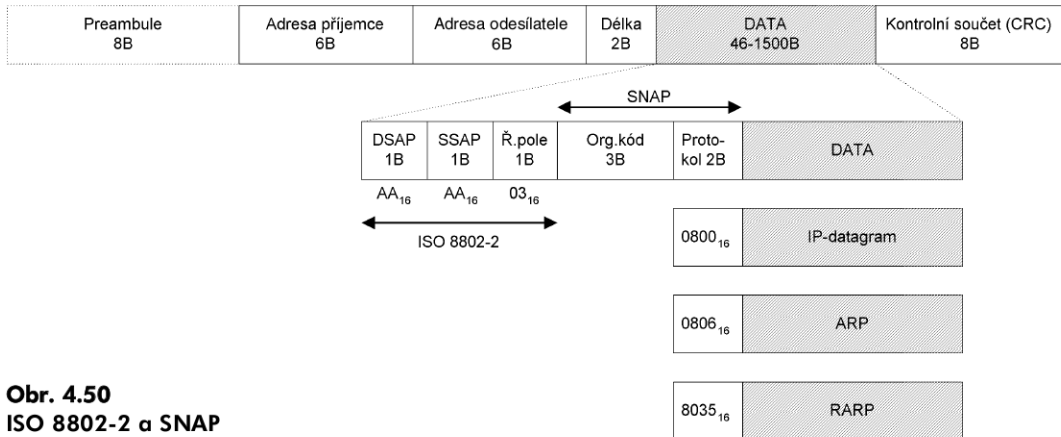 Preambule
8B
Adresa příjemce
6B
Adresa odesílatele
6B
Délka
2B
DATA
46-1500B
Kontrolní součet (CRC)
8B
SNAP
DSAP
1B
SSAP
1B
Ř.pole
1B
Org.kód
3B
Proto-
kol 2B
DATA
AA₁₆
AA₁₆
03₁₆
ISO 8802-2
0800₁₆
IP-datagram
0806₁₆
ARP
8035₁₆
RARP
Obr. 4.50
ISO 8802-2 a SNAP